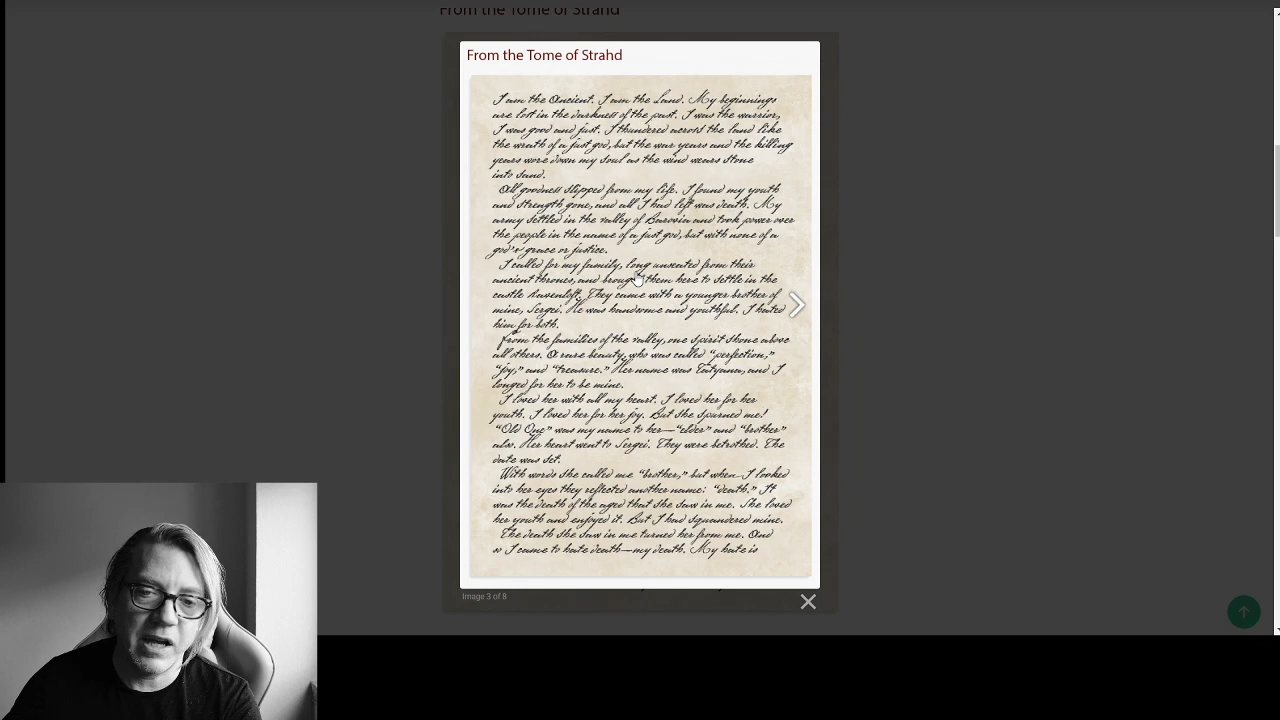 From the Tome of Strahd
From the Tome of Strahd
I am the Ancient. I am the Land. My beginnings
are lost in the darkness of the past. I was the warrior,
I was good and just. I thundered across the land like
the wrath of a just god, but the war years and the killing
years wore down my soul as the wind wears stone
into sand.
All goodness slipped from my life. I found my youth
and strength gone, and all I had left was death. My
army settled in the valley of Barovia and took power over
the people in the name of a just god, but with none of a
god's grace or justice.
I called for my family, long unseated from their
ancient thrones, and brought them here to settle in the
castle Ravenloft. They came with a younger brother of
mine, Sergei. He was handsome and youthful. I hated
him for both.
From the families of the valley, one spirit shone above
all others. A rare beauty, who was called "perfection,"
"joy," and "treasure." Her name was Tatyana, and I
longed for her to be mine.
I loved her with all my heart. I loved her for her
youth. I loved her for her joy. But she spurned me!
"Old One" was my name to her—"elder" and "brother"
also. Her heart went to Sergei. They were betrothed. The
date was set.
With words she called me "brother," but when I looked
into her eyes they reflected another name: "death." It
was the death of the aged that she saw in me. She loved
her youth and enjoyed it. But I had squandered mine.
The death she saw in me turned her from me. And
so I came to hate death—my death. My hate is
Image 3 of 8